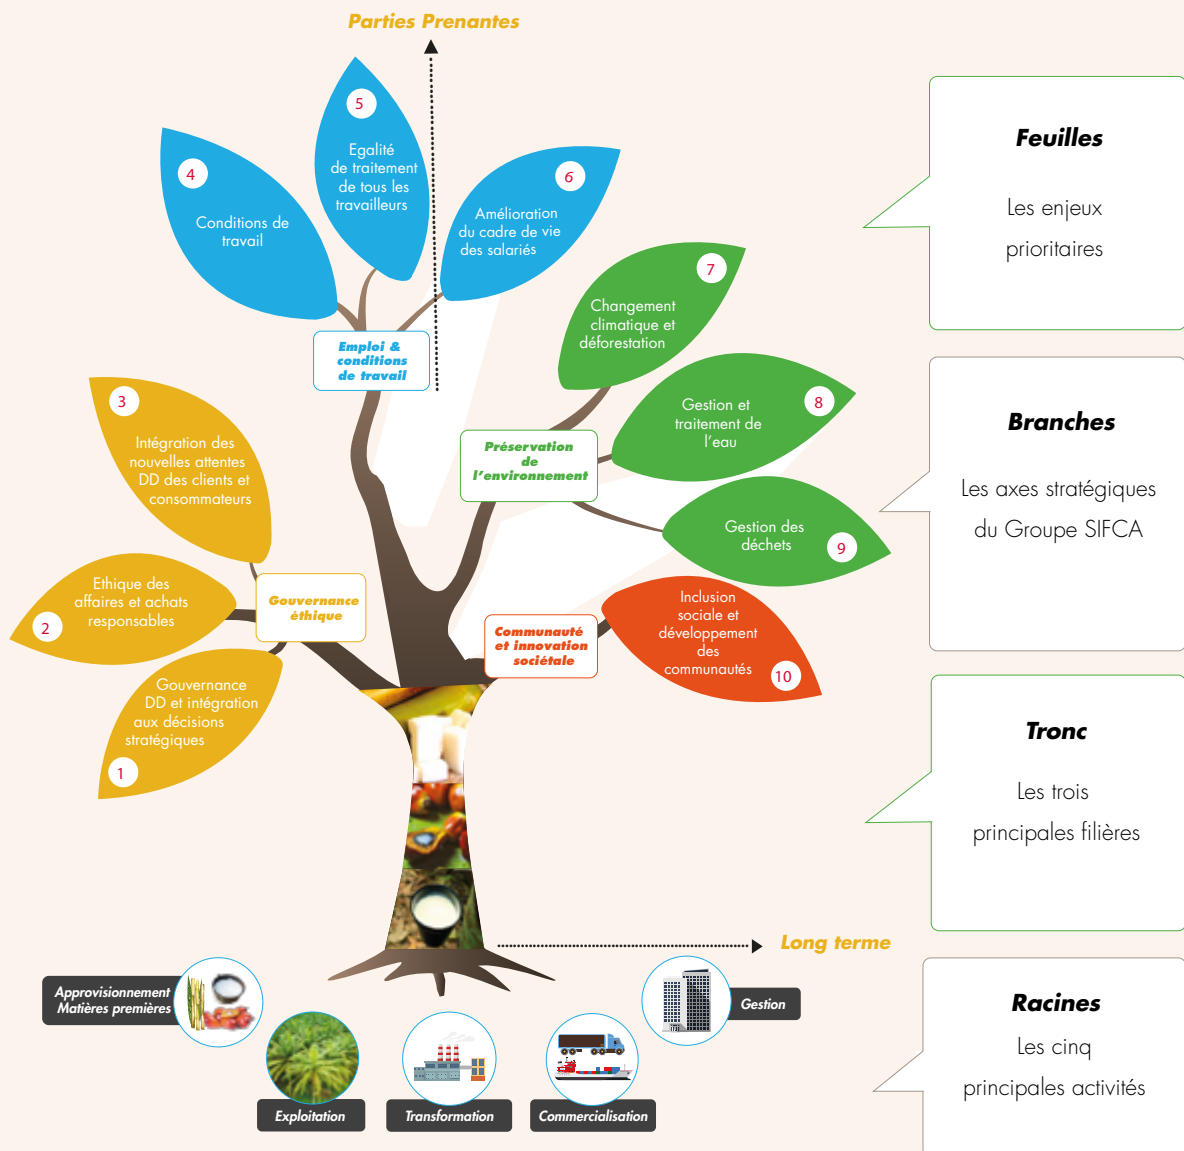 Parties Prenantes
5
Egalité
de traitement
de tous les
travailleurs
4
Conditions de
travail
6
Amélioration
du cadre de vie
des salariés
7
Changement
climatique et
déforestation
Emploi &
conditions
de travail
3
Intégration des
nouvelles attentes
DD des clients et
consommateurs
8
Gestion et
traitement de
l'eau
Préservation
de
l'environnement
Gestion des
déchets
9
Ethique des
affaires et achats
responsables
2
Gouvernance
éthique
Communauté
et innovation
sociétale
Inclusion
sociale et
développement
des
communautés
10
Gouvernance
DD et intégration
aux décisions
stratégiques
1
Long terme
Approvisionnement
Matières premières
Exploitation
Transformation
Commercialisation
Gestion
Feuilles
Les enjeux
prioritaires
Branches
Les axes stratégiques
du Groupe SIFCA
Tronc
Les trois
principales filières
Racines
Les cinq
principales activités